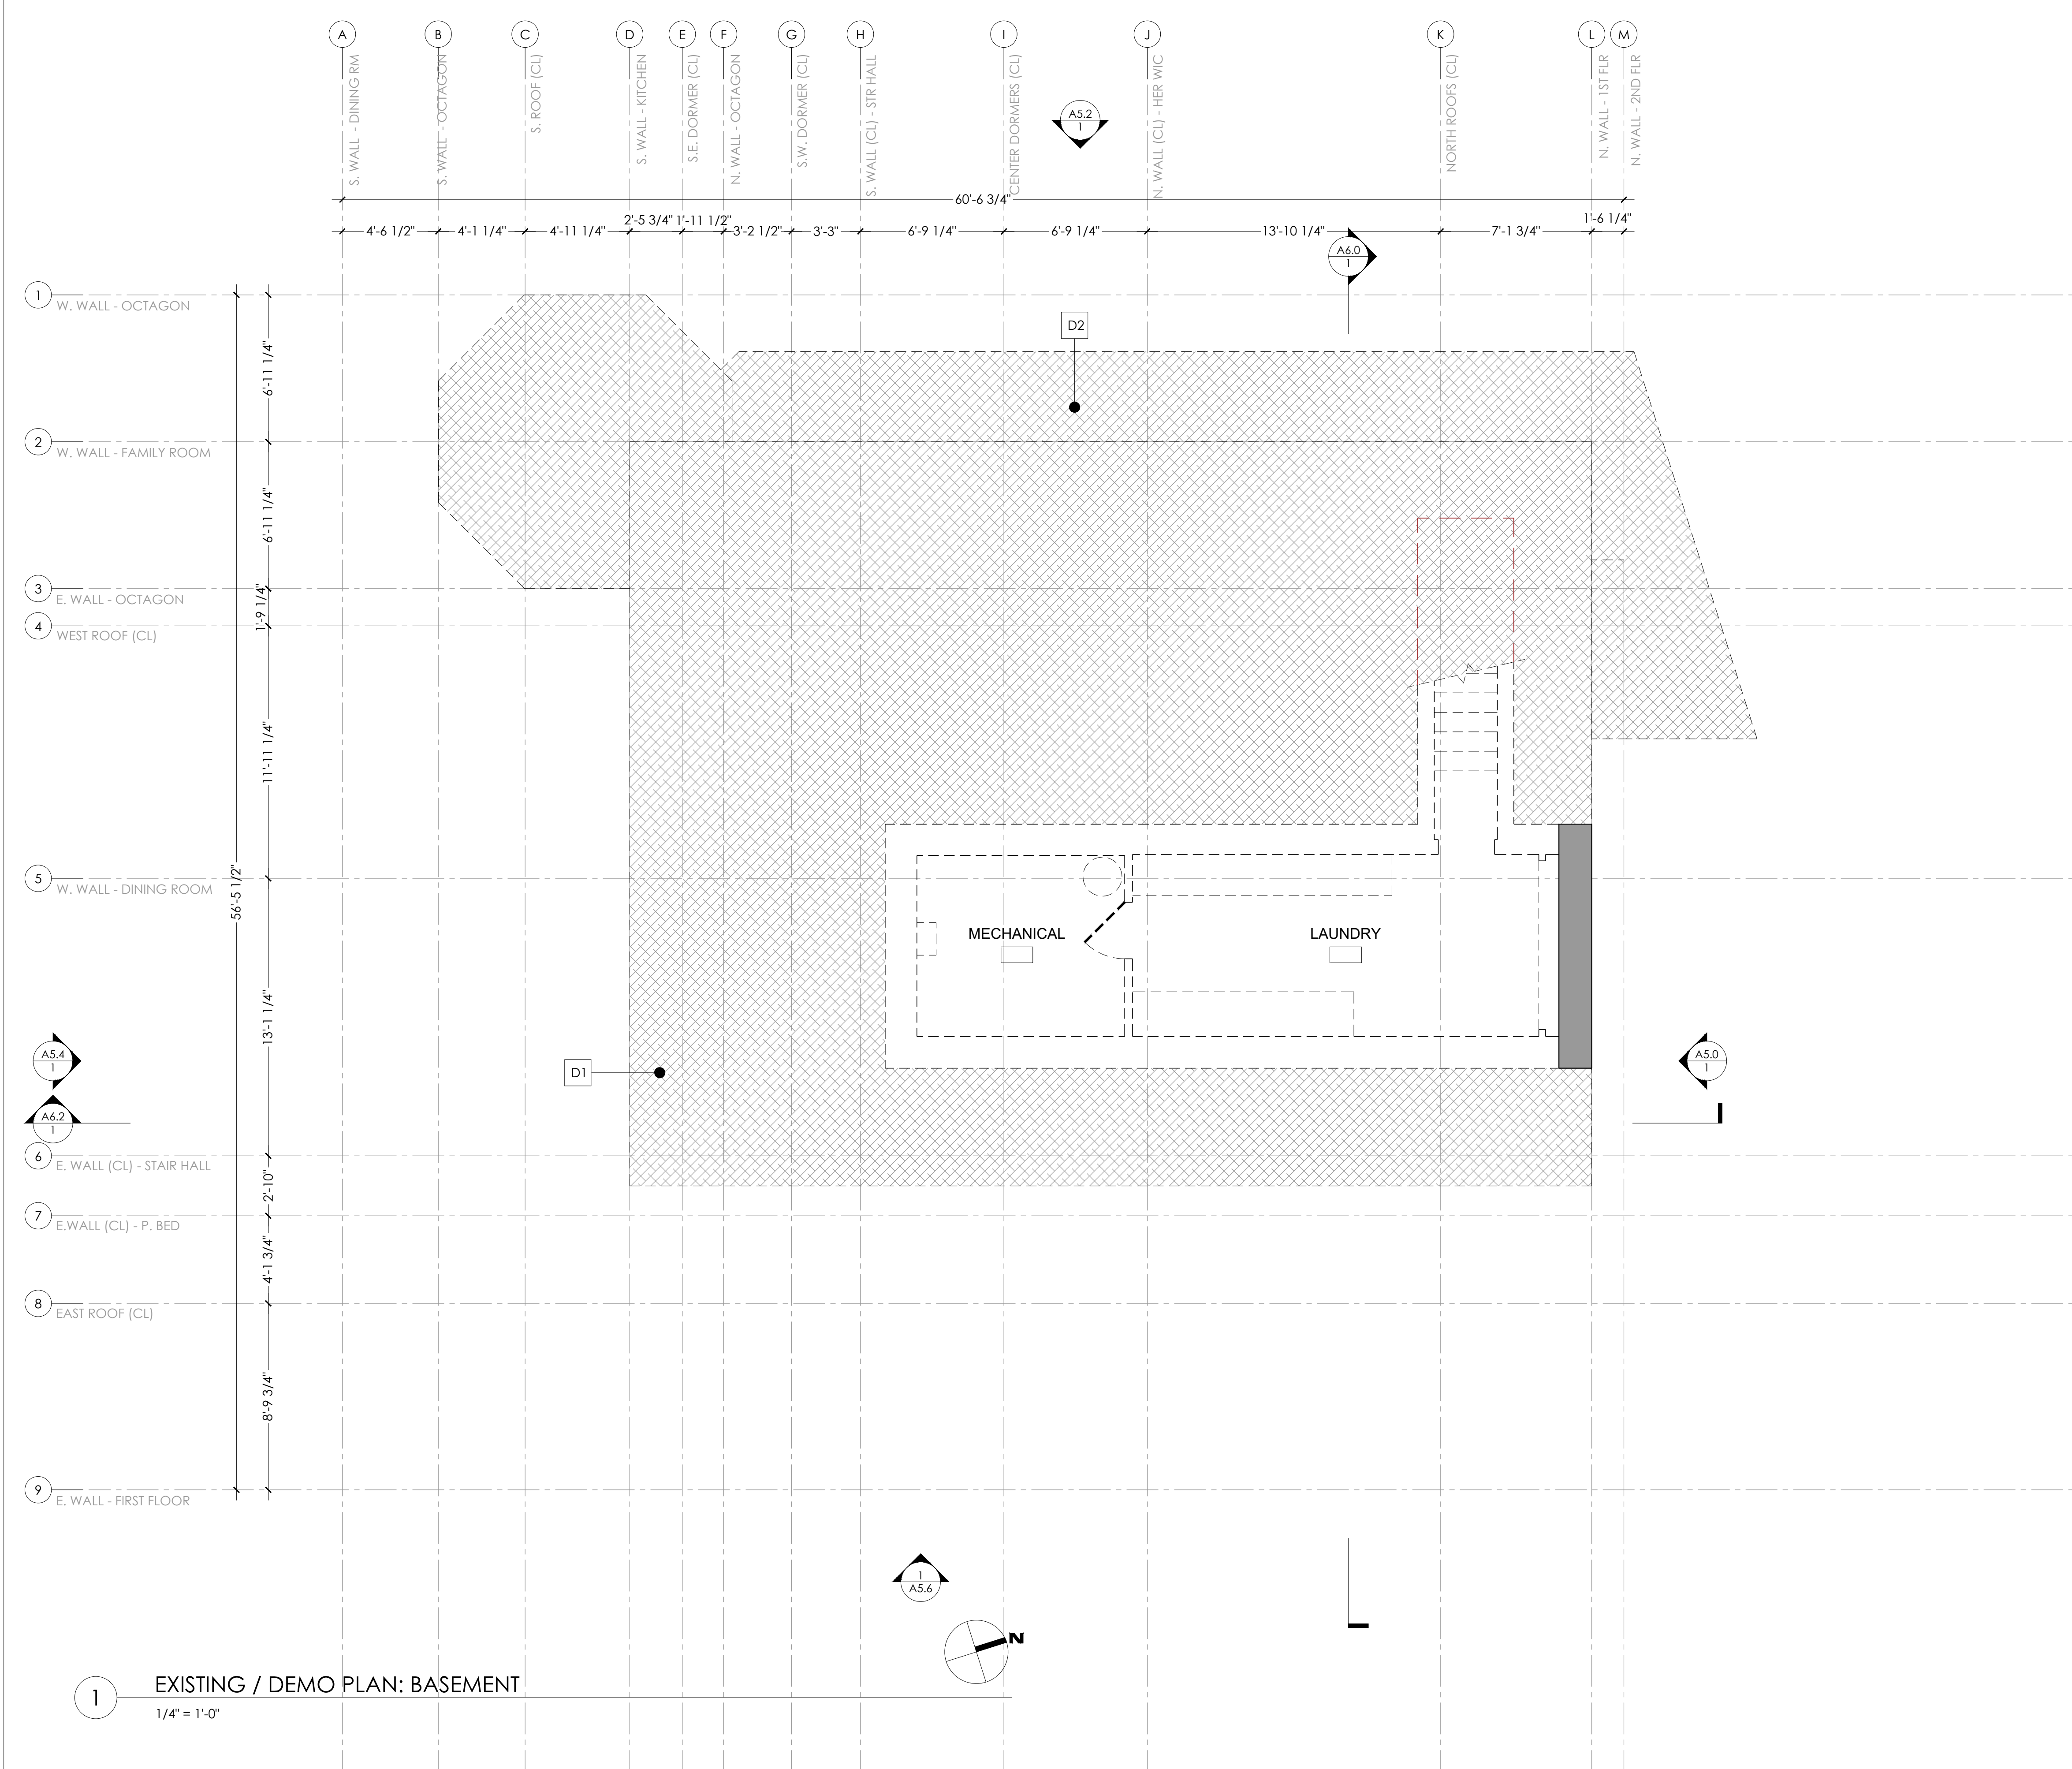 A B C D E F G H I J K L M
S. WALL - DINING RM
S. WALL - OCTAGON
S. ROOF (CL)
S. WALL - KITCHEN
S.E. DORMER (CL)
N. WALL - OCTAGON
S.W. DORMER (CL)
S. WALL (CL) - STR HALL
CENTER DORMERS (CL)
N. WALL (CL) - HER WIC
NORTH ROOFS (CL)
N. WALL - 1ST FLR
N. WALL - 2ND FLR
A5.2
1
60'-6 3/4"
4'-6 1/2" 4'-1 1/4" 4'-11 1/4" 2'-5 3/4" 1'-11 1/2" 3'-2 1/2" 3'-3" 6'-9 1/4" 6'-9 1/4" 13'-10 1/4" 7'-1 3/4" 1'-6 1/4"
A6.0
1
1
W. WALL - OCTAGON
D2
6'-11 1/4"
2
W. WALL - FAMILY ROOM
6'-11 1/4"
3
E. WALL - OCTAGON
1'-9 1/4"
4
WEST ROOF (CL)
11'-11 1/4"
5
W. WALL - DINING ROOM
56'-5 1/2"
MECHANICAL
LAUNDRY
13'-1 1/4"
A5.4
1
D1
A5.0
1
A6.2
1
6
E. WALL (CL) - STAIR HALL
2'-10"
7
E.WALL (CL) - P. BED
4'-1 3/4"
8
EAST ROOF (CL)
8'-9 3/4"
9
E. WALL - FIRST FLOOR
1
A5.6
N
1
EXISTING / DEMO PLAN: BASEMENT
1/4" = 1'-0"